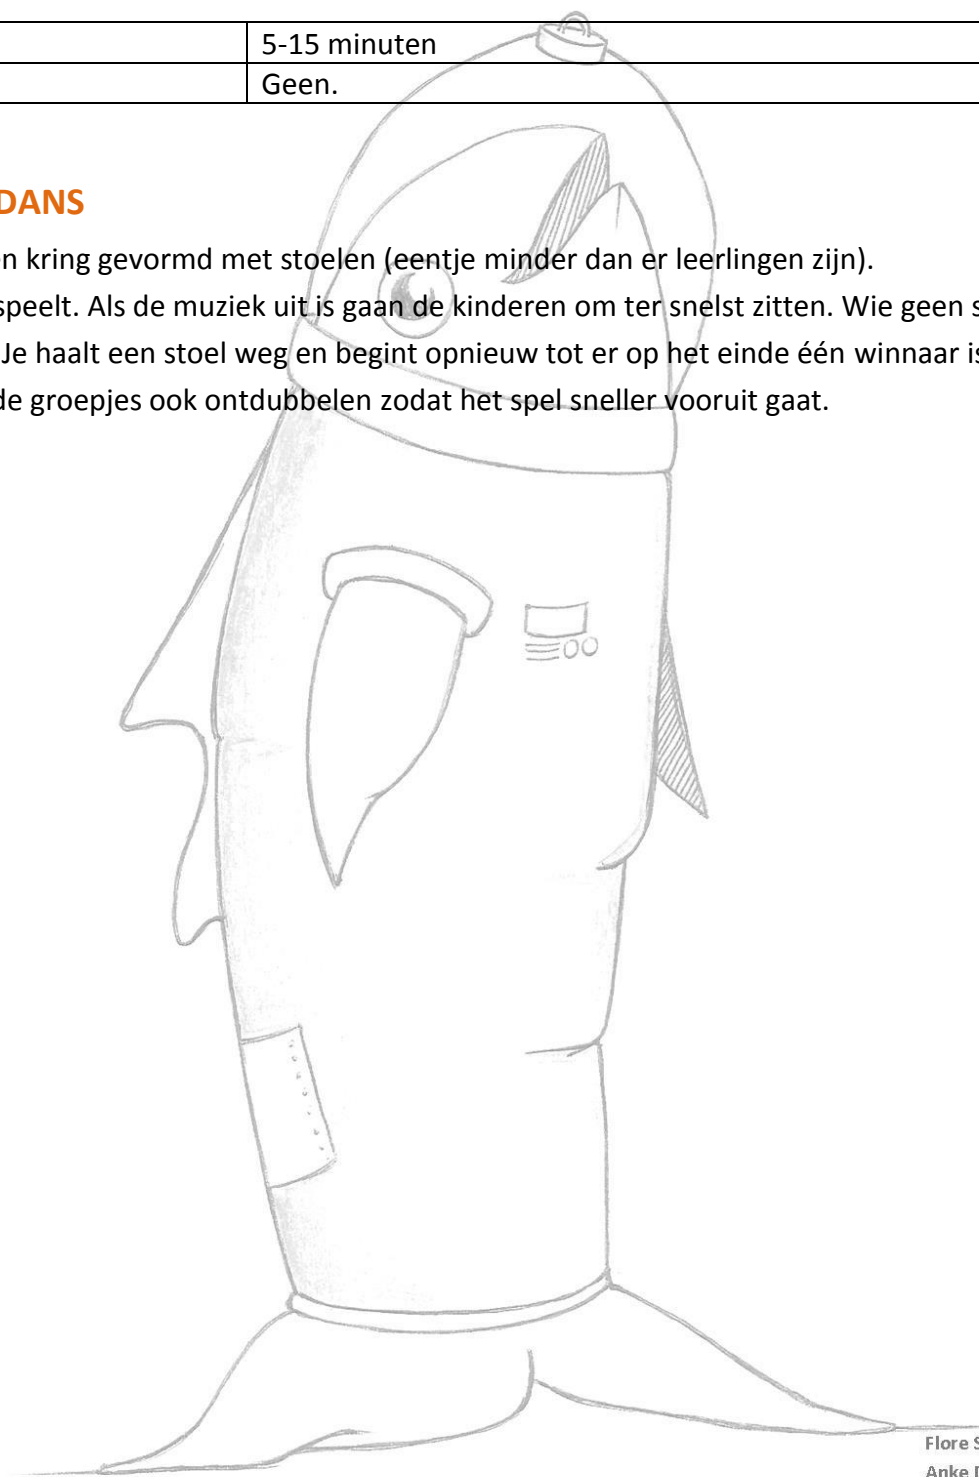 5-15 minuten
Geen.
DANS
kring gevormd met stoelen (eentje minder dan er leerlingen zijn).
speelt. Als de muziek uit is gaan de kinderen om ter snelst zitten. Wie geen
Je haalt een stoel weg en begint opnieuw tot er op het einde één winnaar is
de groepjes ook ontdubbelen zodat het spel sneller vooruit gaat.
Flore
Anke